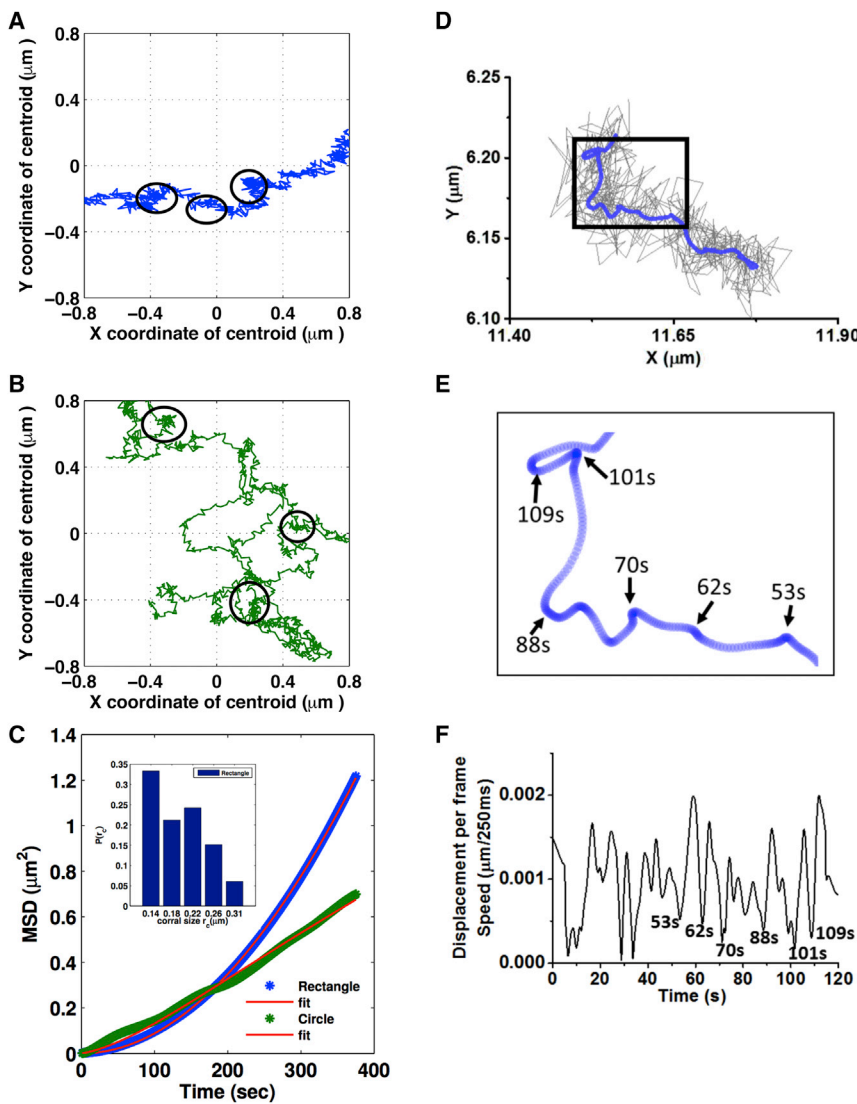 A
0.8
0.4
0
−0.4
−0.8
Y coordinate of centroid (μm )
−0.8 −0.4 0 0.4 0.8
X coordinate of centroid (μm )
B
0.8
0.4
0
−0.4
−0.8
Y coordinate of centroid (μm )
−0.8 −0.4 0 0.4 0.8
X coordinate of centroid (μm )
C
1.4
1.2
1
0.8
0.6
0.4
0.2
0
MSD (μm²)
0 100 200 300 400
Time (sec)
Rectangle
0.35
0.3
0.25
0.2
0.15
0.1
0.05
0
P(r_c)
0.14 0.18 0.22 0.26 0.31
corral size r_c(μm)
Rectangle
fit
Circle
fit
D
6.25
6.20
6.15
6.10
Y (μm)
11.40 11.65 11.90
X (μm)
E
101s
109s
70s
62s
53s
88s
F
0.002
0.001
0.000
Displacement per frame
Speed (μm/250ms)
53s
62s
70s
88s
101s
109s
0 20 40 60 80 100 120
Time (s)